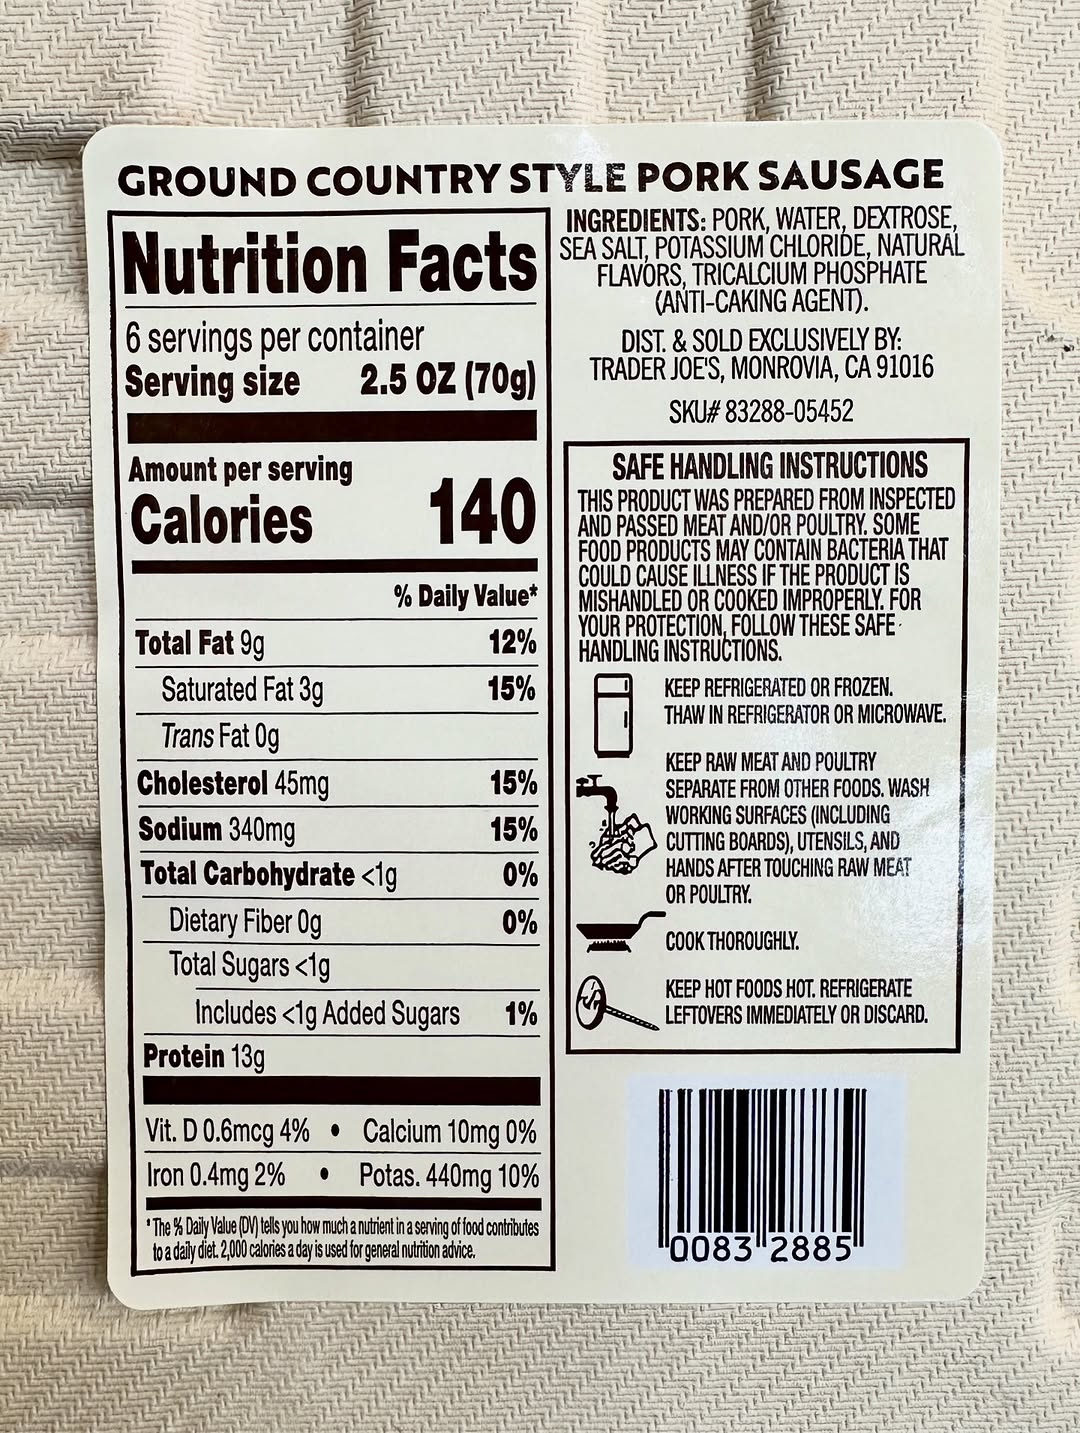 GROUND COUNTRY STYLE PORK SAUSAGE
Nutrition Facts
6 servings per container
Serving size 2.5 OZ (70g)
Amount per serving
Calories 140
% Daily Value*
Total Fat 9g 12%
Saturated Fat 3g 15%
Trans Fat 0g
Cholesterol 45mg 15%
Sodium 340mg 15%
Total Carbohydrate <1g 0%
Dietary Fiber 0g 0%
Total Sugars <1g
Includes <1g Added Sugars 1%
Protein 13g
Vit. D 0.6mcg 4% • Calcium 10mg 0%
Iron 0.4mg 2% • Potas. 440mg 10%
* The % Daily Value (DV) tells you how much a nutrient in a serving of food contributes
to a daily diet. 2,000 calories a day is used for general nutrition advice.
INGREDIENTS: PORK, WATER, DEXTROSE,
SEA SALT, POTASSIUM CHLORIDE, NATURAL
FLAVORS, TRICALCIUM PHOSPHATE
(ANTI-CAKING AGENT).
DIST. & SOLD EXCLUSIVELY BY:
TRADER JOE'S, MONROVIA, CA 91016
SKU# 83288-05452
SAFE HANDLING INSTRUCTIONS
THIS PRODUCT WAS PREPARED FROM INSPECTED
AND PASSED MEAT AND/OR POULTRY. SOME
FOOD PRODUCTS MAY CONTAIN BACTERIA THAT
COULD CAUSE ILLNESS IF THE PRODUCT IS
MISHANDLED OR COOKED IMPROPERLY. FOR
YOUR PROTECTION, FOLLOW THESE SAFE
HANDLING INSTRUCTIONS.
KEEP REFRIGERATED OR FROZEN.
THAW IN REFRIGERATOR OR MICROWAVE.
KEEP RAW MEAT AND POULTRY
SEPARATE FROM OTHER FOODS. WASH
WORKING SURFACES (INCLUDING
CUTTING BOARDS), UTENSILS, AND
HANDS AFTER TOUCHING RAW MEAT
OR POULTRY.
COOK THOROUGHLY.
KEEP HOT FOODS HOT. REFRIGERATE
LEFTOVERS IMMEDIATELY OR DISCARD.
0083 2885